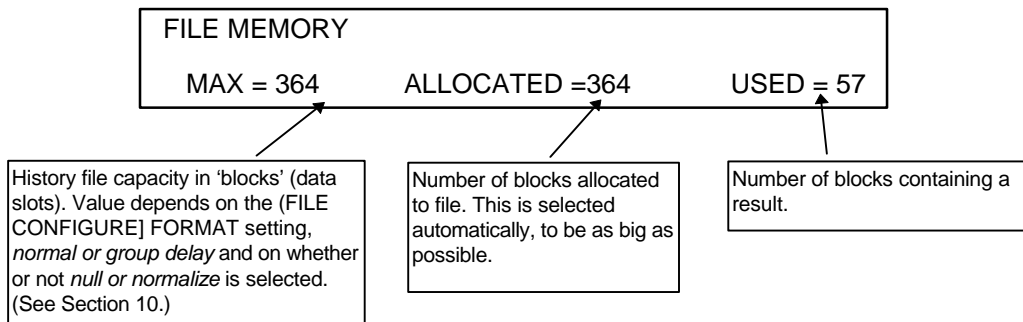 FILE MEMORY
MAX = 364 ALLOCATED =364 USED = 57
History file capacity in ‘blocks’ (data
slots). Value depends on the (FILE
CONFIGURE] FORMAT setting,
normal or group delay and on whether
or not null or normalize is selected.
(See Section 10.)
Number of blocks allocated
to file. This is selected
automatically, to be as big as
possible.
Number of blocks containing a
result.